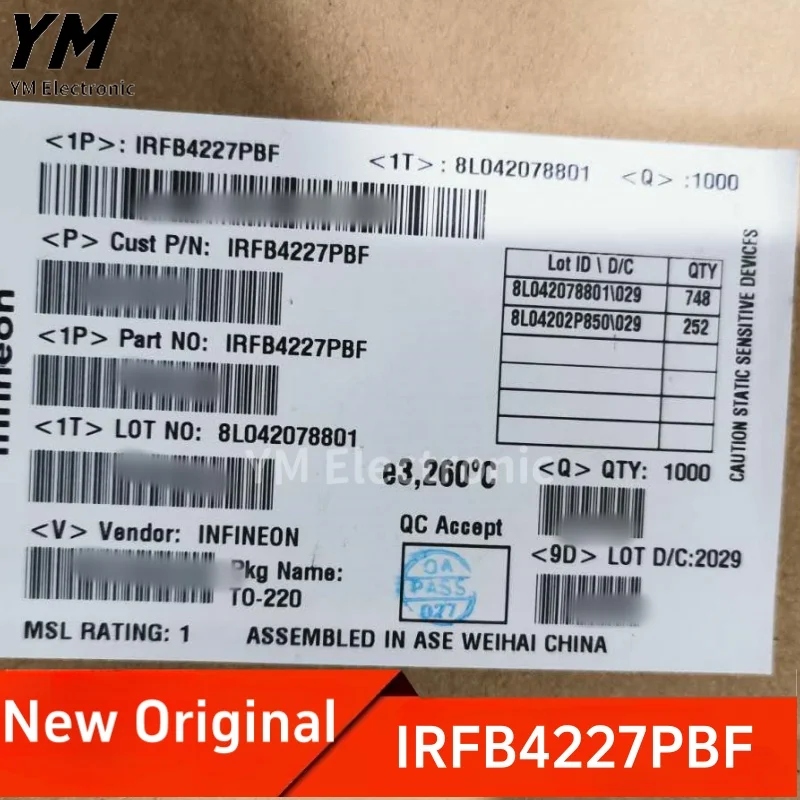 YM
YM Electronic
<1P>: IRFB4227PBF <1T>: 8L042078801 <Q> :1000
<P> Cust P/N: IRFB4227PBF
<1P> Part NO: IRFB4227PBF
<1T> LOT NO: 8L042078801
<V> Vendor: INFINEON
Pkg Name:
TO-220
MSL RATING: 1 ASSEMBLED IN ASE WEIHAI CHINA
Lot ID \ D/C QTY
8L042078801\029 748
8L04202P850\029 252
CAUTION STATIC SENSITIVE DEVICES
YM Electronic
e3,260°C
<Q> QTY: 1000
QC Accept
QA
PASS
027
<9D> LOT D/C:2029
Infineon
New Original
IRFB4227PBF